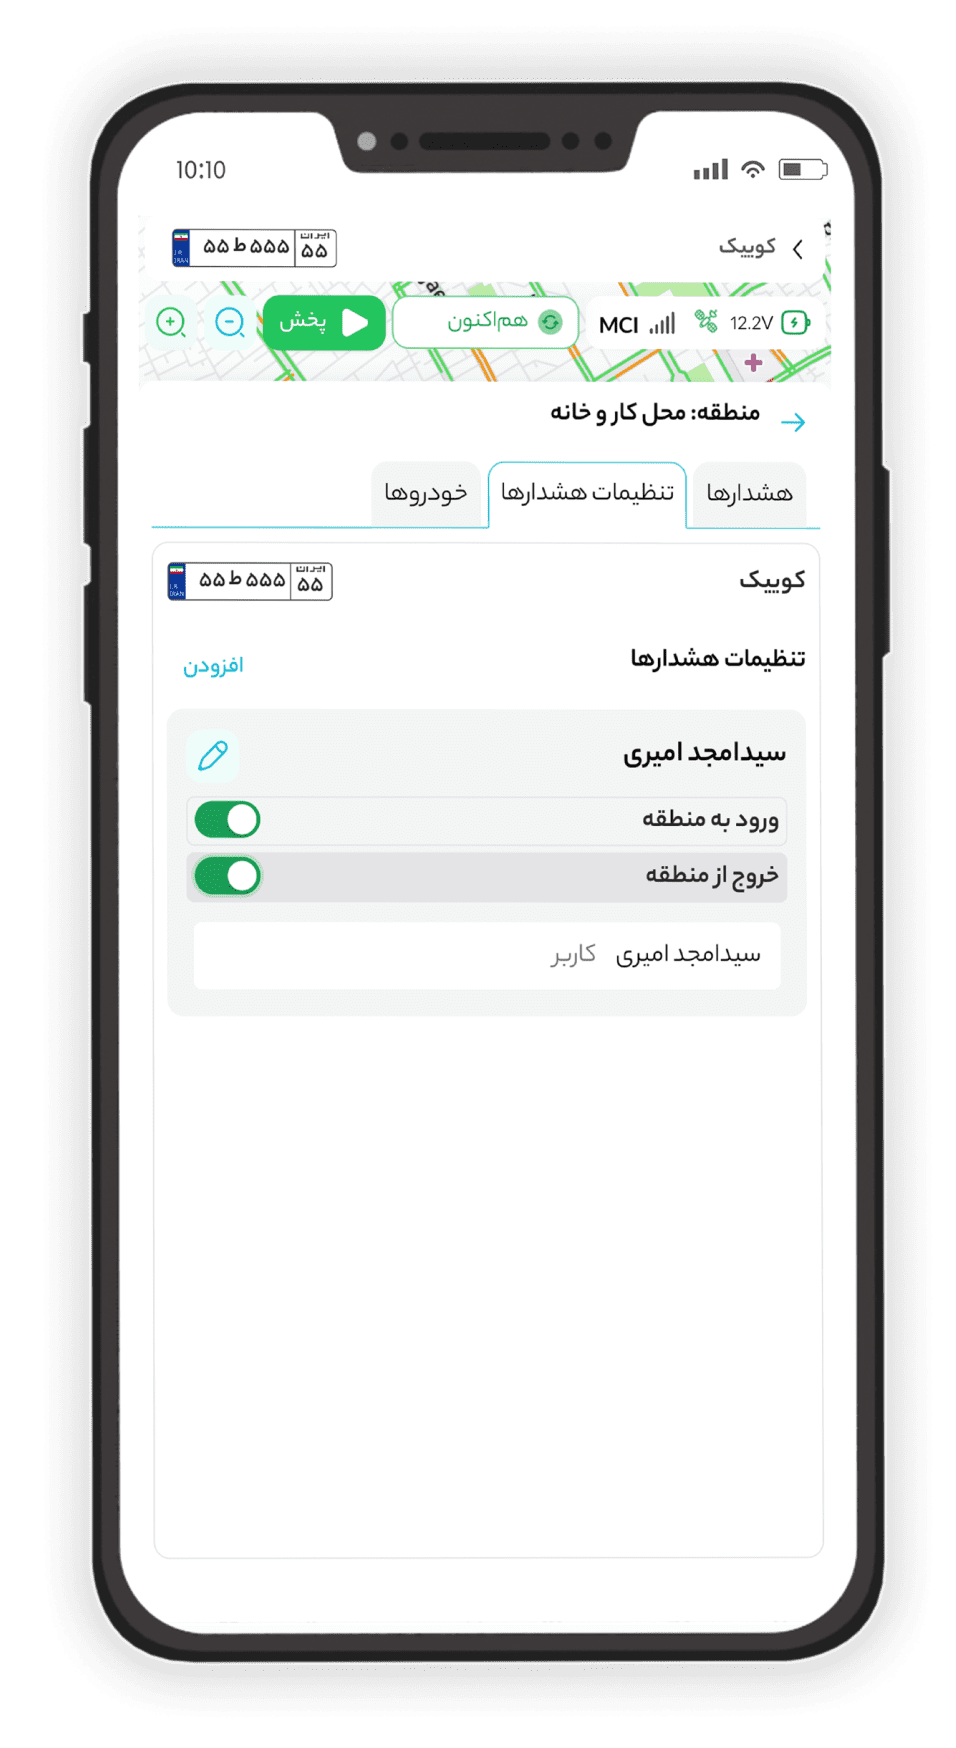 10:10
کوییک
۵۵ ط ۵۵۵ ایران ۵۵
I.R. IRAN
12.2V MCI
هم‌اکنون
پخش
منطقه: محل کار و خانه
هشدارها
تنظیمات هشدارها
خودروها
کوییک
۵۵ ط ۵۵۵ ایران ۵۵
I.R. IRAN
تنظیمات هشدارها
افزودن
سیدامجد امیری
ورود به منطقه
خروج از منطقه
سیدامجد امیری کاربر